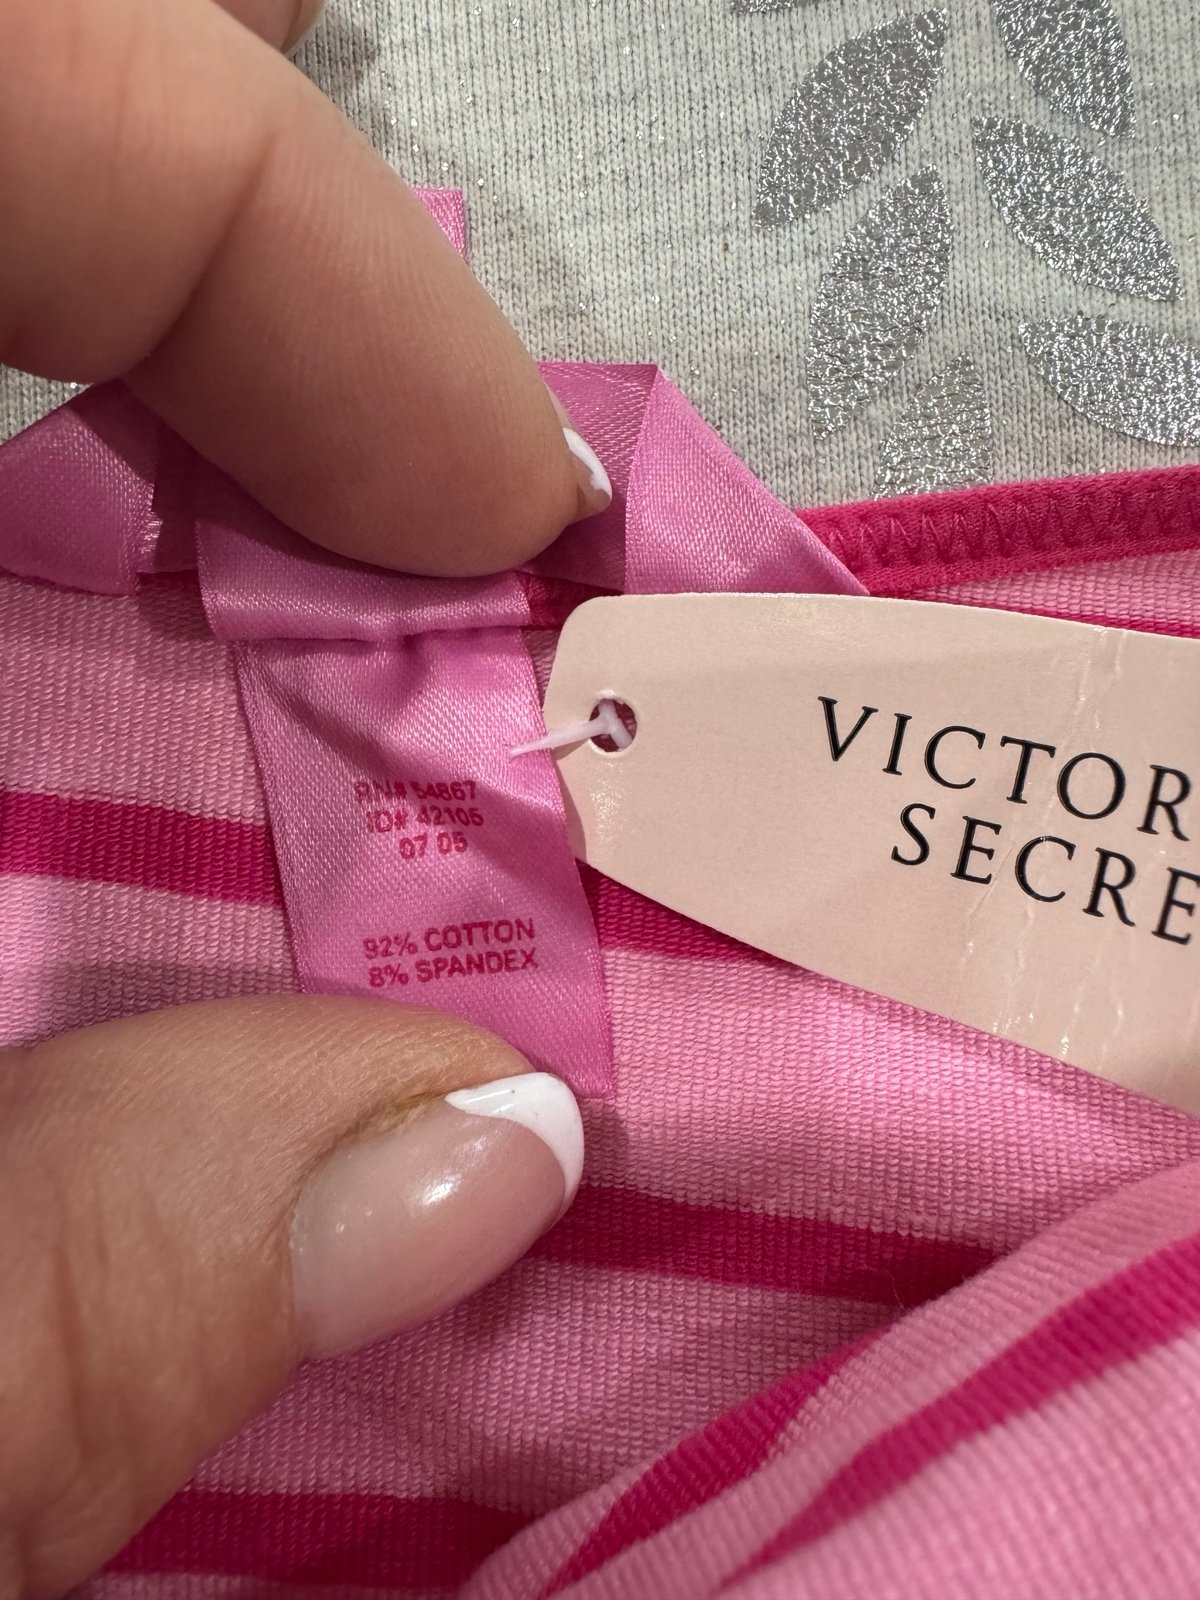 RN# 54867
ID# 42105
07 05
92% COTTON
8% SPANDEX
VICTOR
SECRE